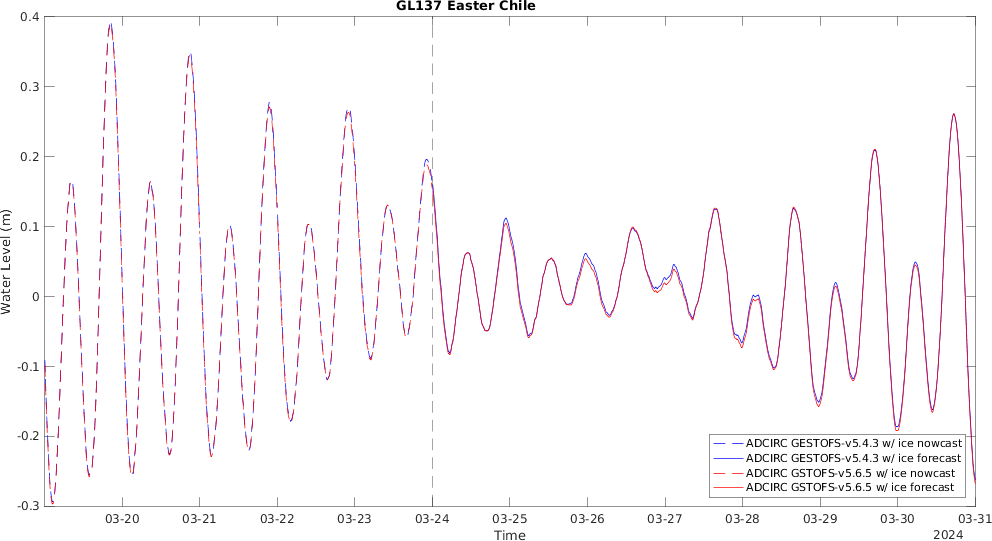 GL137 Easter Chile
0.4
0.3
0.2
0.1
0
-0.1
-0.2
-0.3
Water Level (m)
ADCIRC GESTOFS-v5.4.3 w/ ice nowcast
ADCIRC GESTOFS-v5.4.3 w/ ice forecast
ADCIRC GSTOFS-v5.6.5 w/ ice nowcast
ADCIRC GSTOFS-v5.6.5 w/ ice forecast
03-20 03-21 03-22 03-23 03-24 03-25 03-26 03-27 03-28 03-29 03-30 03-31
Time
2024